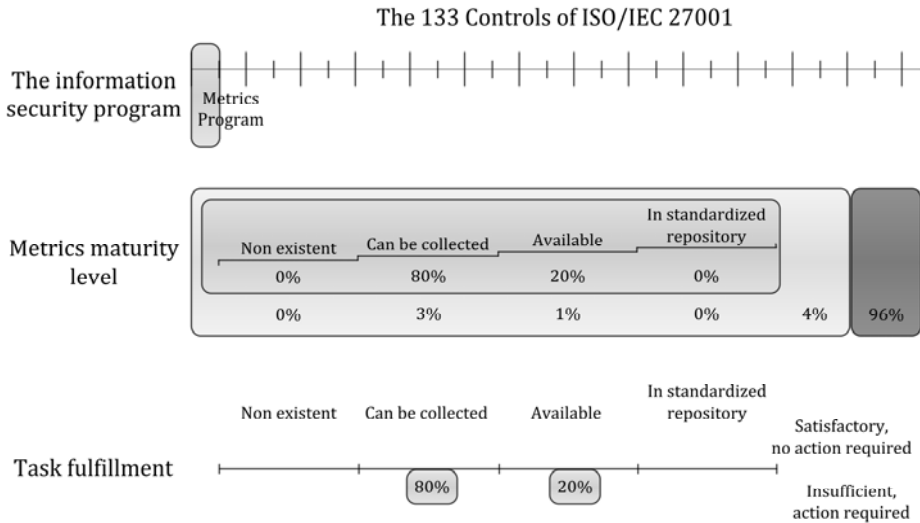 The 133 Controls of ISO/IEC 27001
The information
security program
Metrics
Program
Metrics maturity
level
Non existent
Can be collected
Available
In standardized
repository
0%
80%
20%
0%
0%
3%
1%
0%
4%
96%
Non existent
Can be collected
Available
In standardized
repository
Satisfactory,
no action required
Task fulfillment
80%
20%
Insufficient,
action required